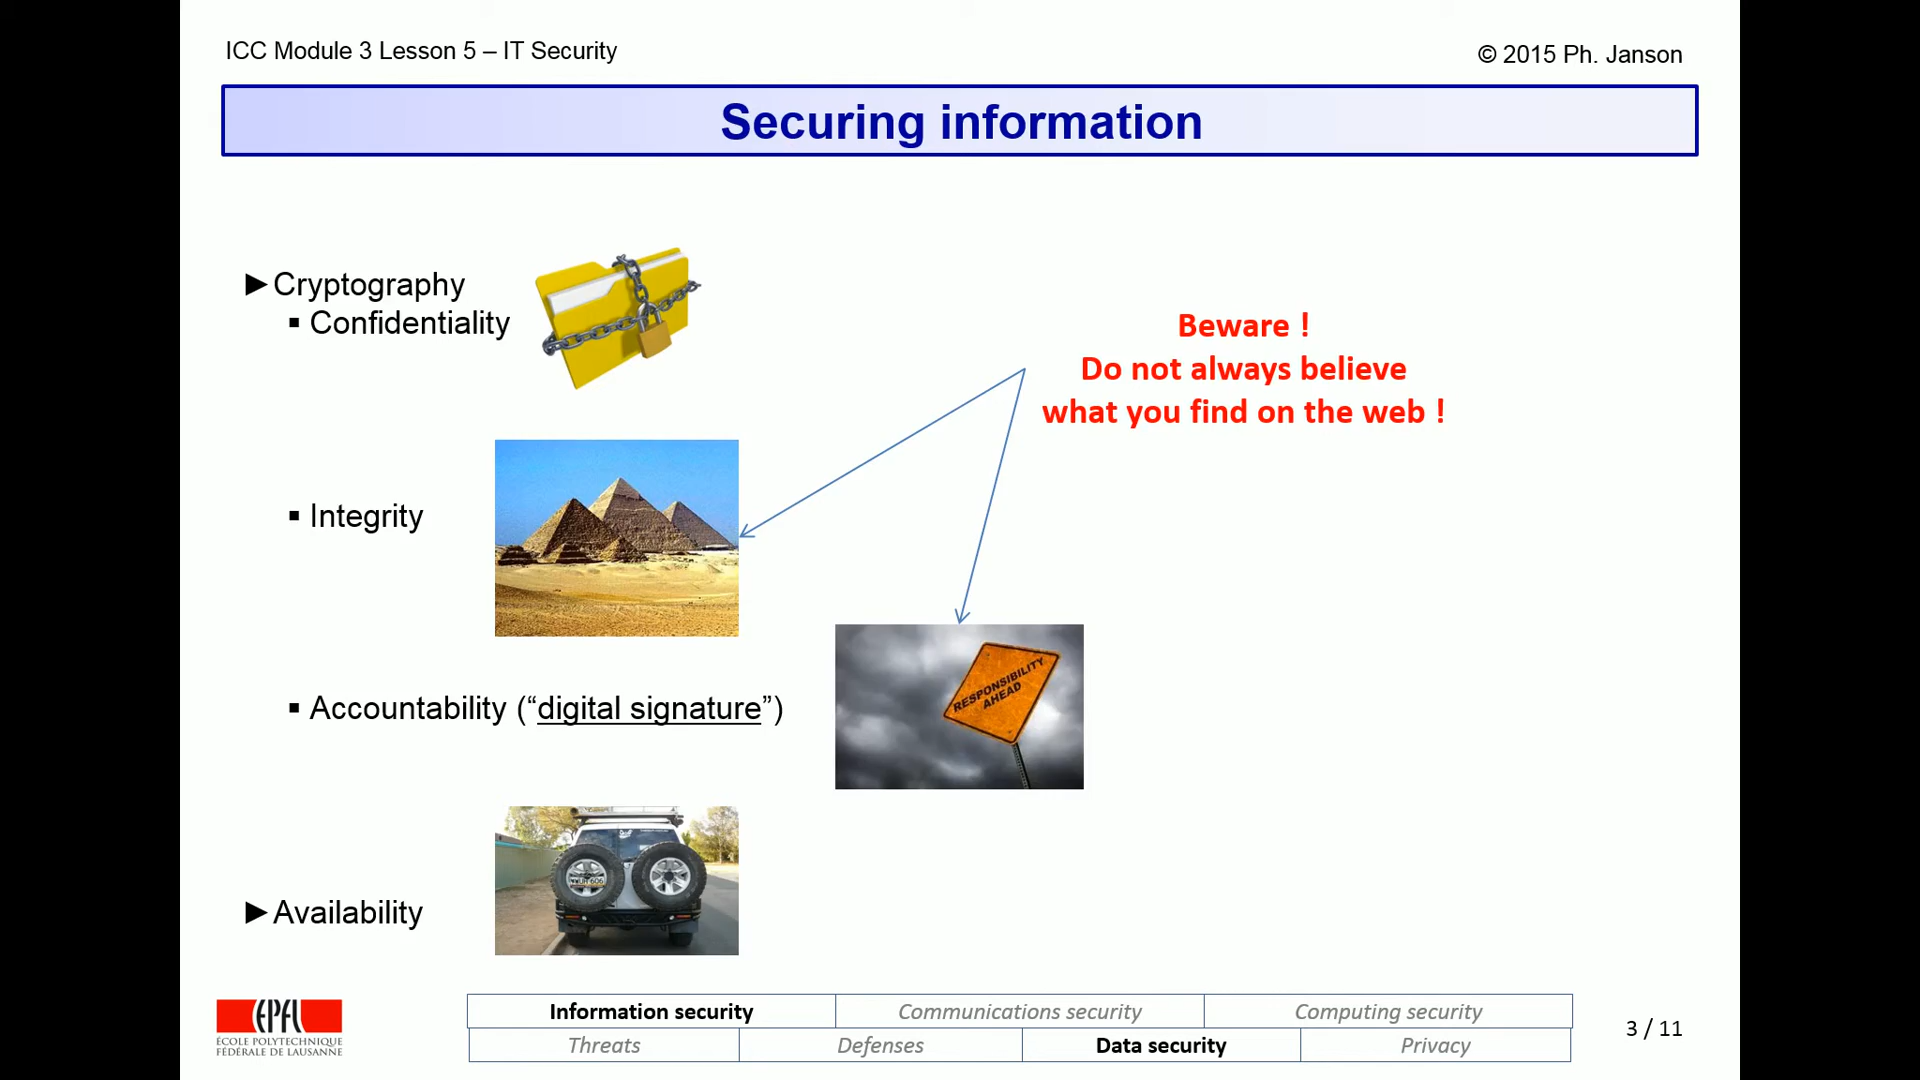 ICC Module 3 Lesson 5 – IT Security
© 2015 Ph. Janson
Securing information
►Cryptography
▪ Confidentiality
Beware !
Do not always believe
what you find on the web !
▪ Integrity
RESPONSIBILITY
AHEAD
▪ Accountability (“digital signature”)
►Availability
EPFL
ÉCOLE POLYTECHNIQUE
FÉDÉRALE DE LAUSANNE
Information security
Communications security
Computing security
Threats
Defenses
Data security
Privacy
3 / 11